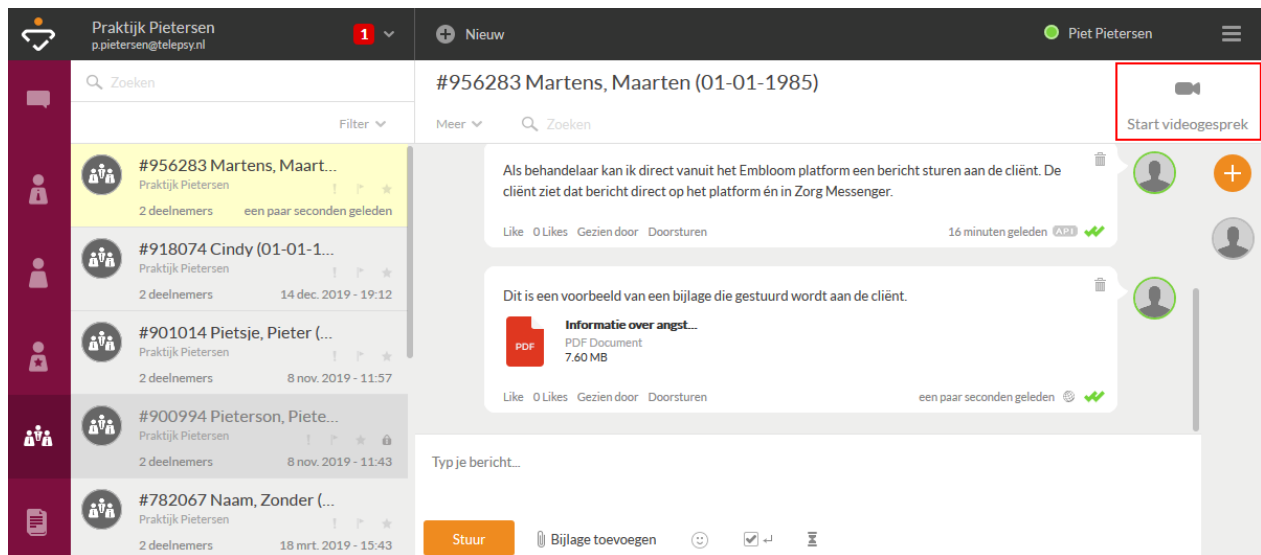 Praktijk Pietersen
p.pietersen@telepsy.nl
1
Nieuw
Piet Pietersen
Zoeken
Filter
#956283 Martens, Maart...
Praktijk Pietersen
2 deelnemers een paar seconden geleden
#918074 Cindy (01-01-1...
Praktijk Pietersen
2 deelnemers 14 dec. 2019 - 19:12
#901014 Pietsje, Pieter (...
Praktijk Pietersen
2 deelnemers 8 nov. 2019 - 11:57
#900994 Pieterson, Piete...
Praktijk Pietersen
2 deelnemers 8 nov. 2019 - 11:43
#782067 Naam, Zonder (...
Praktijk Pietersen
2 deelnemers 18 mrt. 2019 - 15:43
#956283 Martens, Maarten (01-01-1985)
Meer Zoeken
Start videogesprek
Als behandelaar kan ik direct vanuit het Embloom platform een bericht sturen aan de cliënt. De
cliënt ziet dat bericht direct op het platform én in Zorg Messenger.
Like 0 Likes Gezien door Doorsturen 16 minuten geleden API
Dit is een voorbeeld van een bijlage die gestuurd wordt aan de cliënt.
PDF
Informatie over angst...
PDF Document
7.60 MB
Like 0 Likes Gezien door Doorsturen een paar seconden geleden
Typ je bericht...
Stuur Bijlage toevoegen